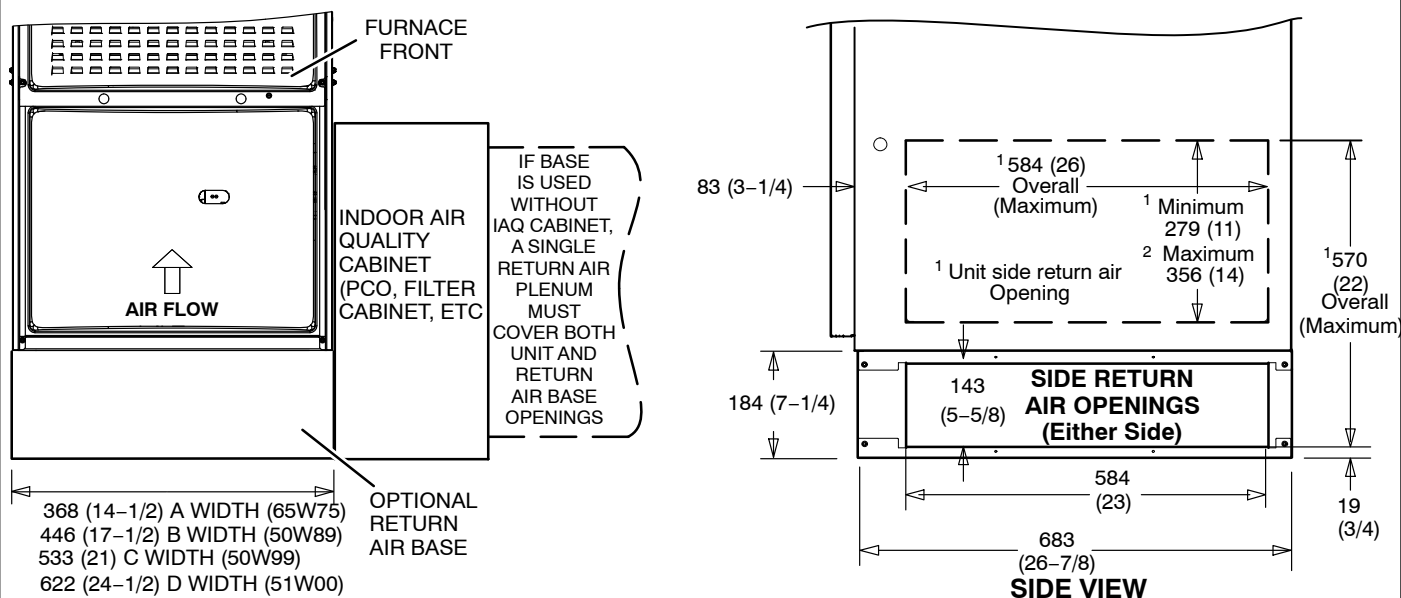 FURNACE
FRONT
IF BASE
IS USED
WITHOUT
IAQ CABINET,
A SINGLE
RETURN AIR
PLENUM
MUST
COVER BOTH
UNIT AND
RETURN
AIR BASE
OPENINGS
INDOOR AIR
QUALITY
CABINET
(PCO, FILTER
CABINET, ETC
AIR FLOW
OPTIONAL
RETURN
AIR BASE
368 (14−1/2) A WIDTH (65W75)
446 (17−1/2) B WIDTH (50W89)
533 (21) C WIDTH (50W99)
622 (24−1/2) D WIDTH (51W00)
83 (3−1/4)
1 584 (26)
Overall
(Maximum)
1 Minimum
279 (11)
2 Maximum
356 (14)
1 Unit side return air
Opening
1 570
(22)
Overall
(Maximum)
184 (7−1/4)
143
(5−5/8)
SIDE RETURN
AIR OPENINGS
(Either Side)
584
(23)
19
(3/4)
683
(26−7/8)
SIDE VIEW